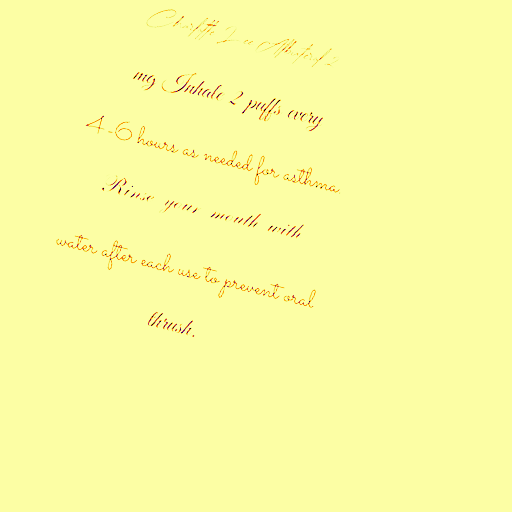 mg Inhale 2 puffs every
4-6 hours as needed for asthma
Rinse your mouth with
water after each use to prevent oral
thrush.